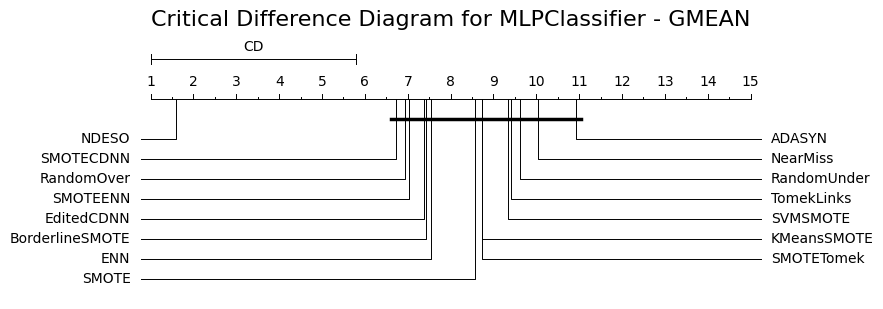 Critical Difference Diagram for MLPClassifier - GMEAN
CD
1 2 3 4 5 6 7 8 9 10 11 12 13 14 15
NDESO ADASYN
SMOTECDNN NearMiss
RandomOver RandomUnder
SMOTEENN TomekLinks
EditedCDNN SVMSMOTE
BorderlineSMOTE KMeansSMOTE
ENN SMOTETomek
SMOTE